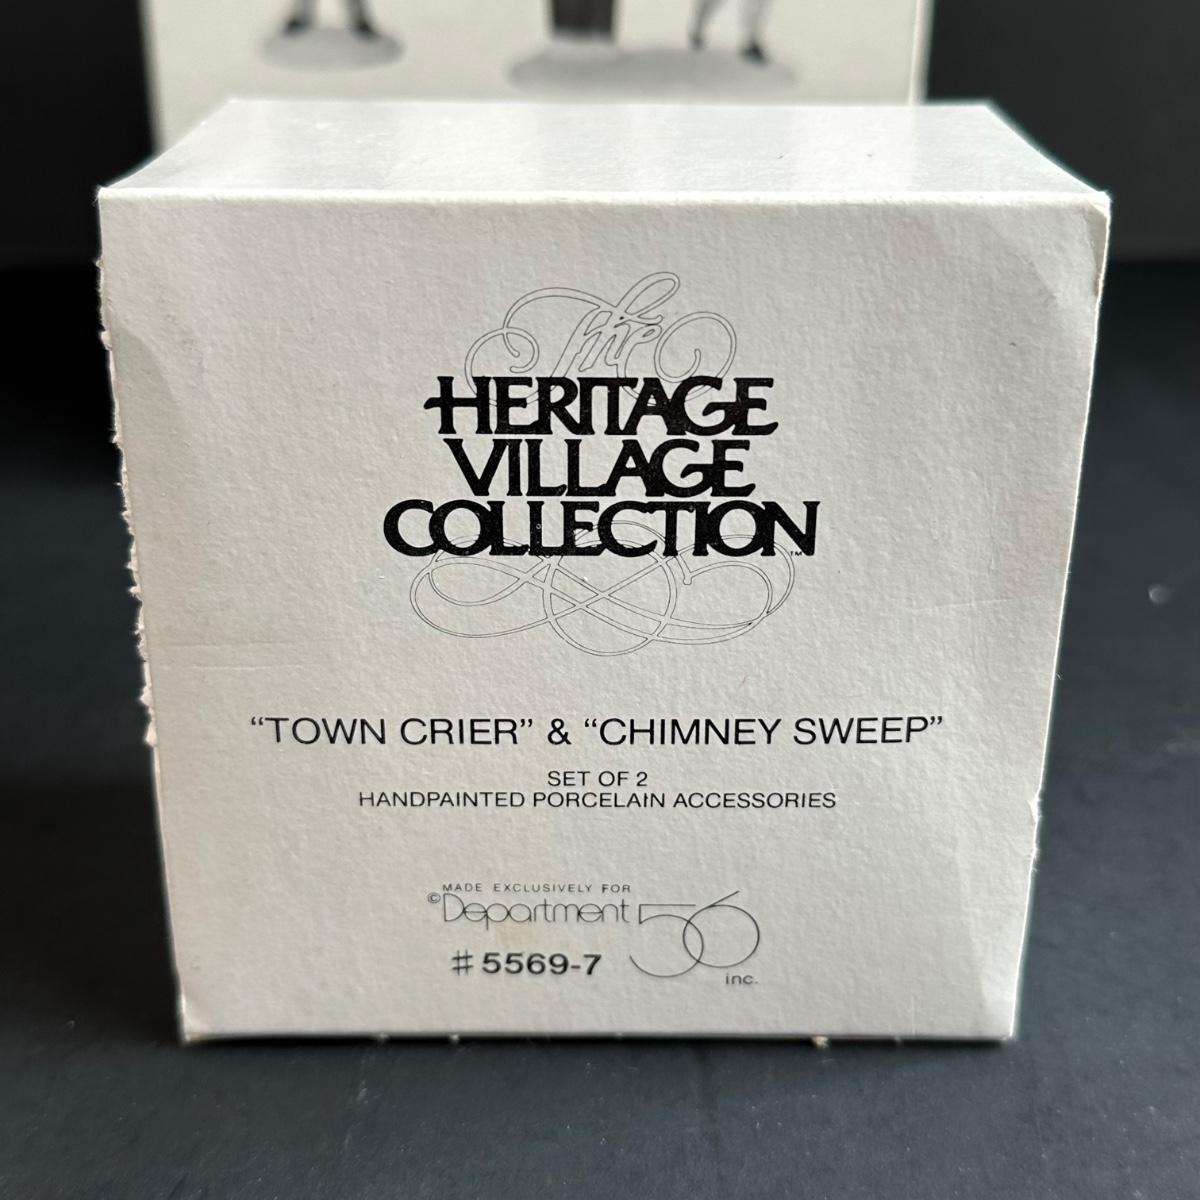 The
HERITAGE
VILLAGE
COLLECTION™
“TOWN CRIER” & “CHIMNEY SWEEP”
SET OF 2
HANDPAINTED PORCELAIN ACCESSORIES
MADE EXCLUSIVELY FOR
©Department 56
#5569-7
inc.